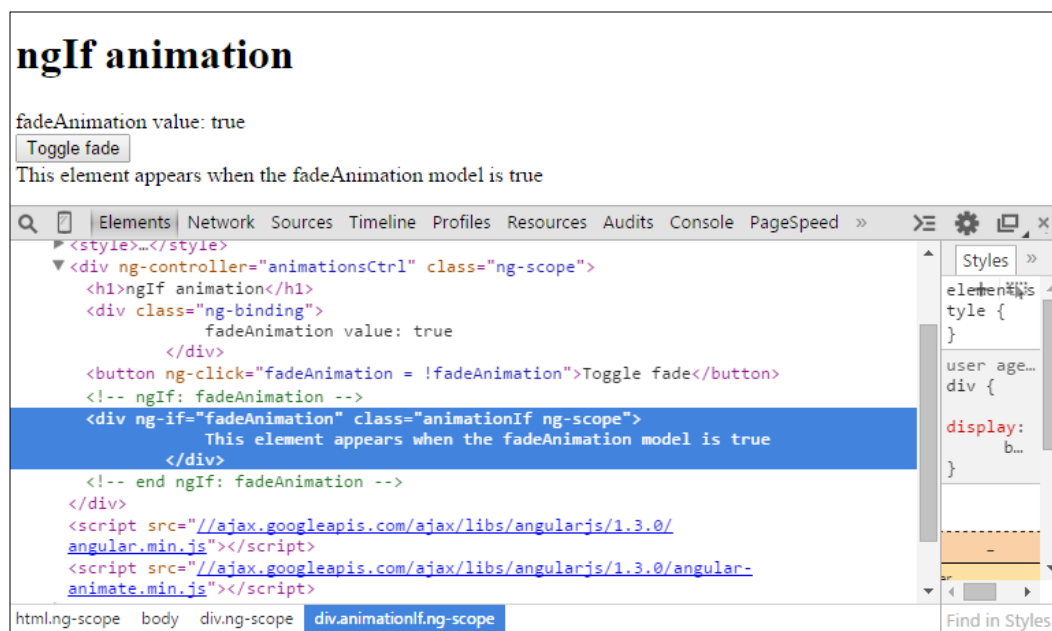 ngIf animation
fadeAnimation value: true
Toggle fade
This element appears when the fadeAnimation model is true
Elements Network Sources Timeline Profiles Resources Audits Console PageSpeed »
<style>…</style>
<div ng-controller="animationsCtrl" class="ng-scope">
<h1>ngIf animation</h1>
<div class="ng-binding">
fadeAnimation value: true
</div>
<button ng-click="fadeAnimation = !fadeAnimation">Toggle fade</button>
<!-- ngIf: fadeAnimation -->
<div ng-if="fadeAnimation" class="animationIf ng-scope">
This element appears when the fadeAnimation model is true
</div>
<!-- end ngIf: fadeAnimation -->
</div>
<script src="//ajax.googleapis.com/ajax/libs/angularjs/1.3.0/
angular.min.js"></script>
<script src="//ajax.googleapis.com/ajax/libs/angularjs/1.3.0/angular-
animate.min.js"></script>
html.ng-scope body div.ng-scope div.animationIf.ng-scope
Styles »
element.s
tyle {
}
user age…
div {
display:
b…
}
–
Find in Styles